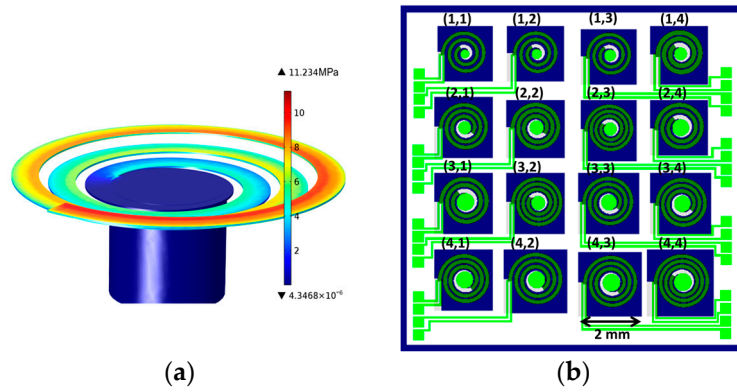 ▲ 11.234MPa
10
8
6
4
2
▼ 4.3468×10⁻⁶
(a)
(1,1) (1,2) (1,3) (1,4)
(2,1) (2,2) (2,3) (2,4)
(3,1) (3,2) (3,3) (3,4)
(4,1) (4,2) (4,3) (4,4)
2 mm
(b)